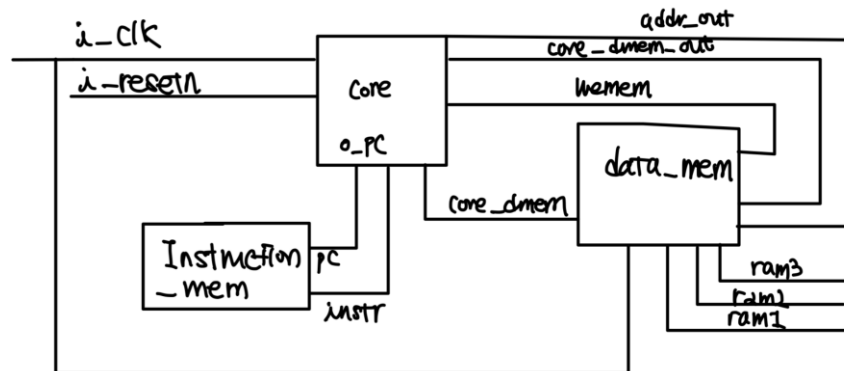 addr_out
i_clk
core_dmem_out
i_resetn
core
wemem
o_PC
data_mem
core_dmem
Instruction
_mem
pc
instr
ram3
ram2
ram1